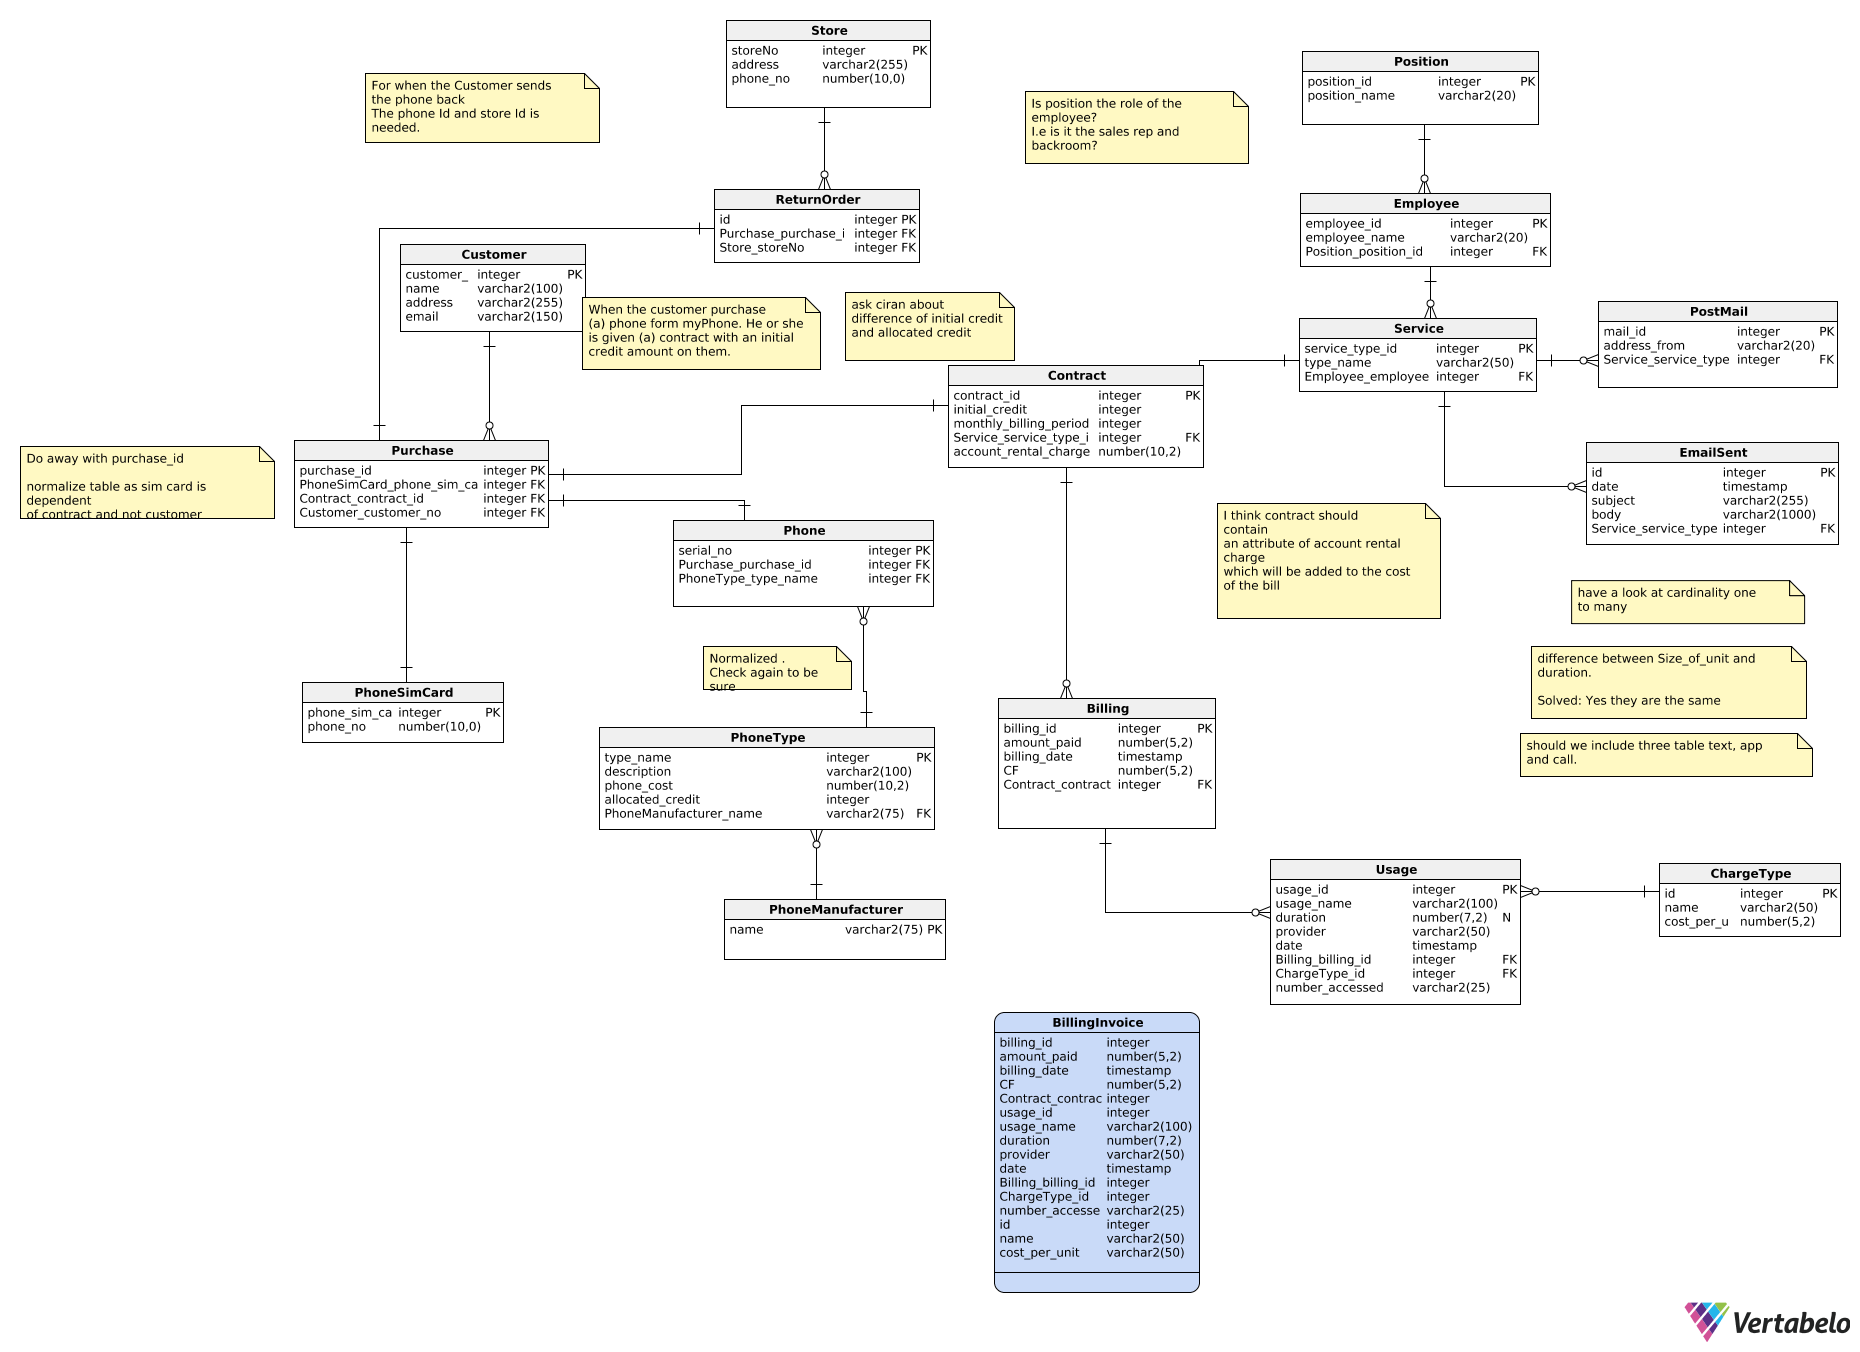 Store
storeNo integer PK
address varchar2(255)
phone_no number(10,0)
For when the Customer sends
the phone back
The phone Id and store Id is
needed.
Is position the role of the
employee?
I.e is it the sales rep and
backroom?
Position
position_id integer PK
position_name varchar2(20)
ReturnOrder
id integer PK
Purchase_purchase_i integer FK
Store_storeNo integer FK
Employee
employee_id integer PK
employee_name varchar2(20)
Position_position_id integer FK
Customer
customer_ integer PK
name varchar2(100)
address varchar2(255)
email varchar2(150)
When the customer purchase
(a) phone form myPhone. He or she
is given (a) contract with an initial
credit amount on them.
ask ciran about
difference of initial credit
and allocated credit
Service
service_type_id integer PK
type_name varchar2(50)
Employee_employee integer FK
PostMail
mail_id integer PK
address_from varchar2(20)
Service_service_type integer FK
Contract
contract_id integer PK
initial_credit integer
monthly_billing_period integer
Service_service_type_i integer FK
account_rental_charge number(10,2)
Do away with purchase_id
normalize table as sim card is
dependent
of contract and not customer
Purchase
purchase_id integer PK
PhoneSimCard_phone_sim_ca integer FK
Contract_contract_id integer FK
Customer_customer_no integer FK
EmailSent
id integer PK
date timestamp
subject varchar2(255)
body varchar2(1000)
Service_service_type integer FK
Phone
serial_no integer PK
Purchase_purchase_id integer FK
PhoneType_type_name integer FK
I think contract should
contain
an attribute of account rental
charge
which will be added to the cost
of the bill
have a look at cardinality one
to many
Normalized .
Check again to be
sure
difference between Size_of_unit and
duration.
Solved: Yes they are the same
PhoneSimCard
phone_sim_ca integer PK
phone_no number(10,0)
PhoneType
type_name integer PK
description varchar2(100)
phone_cost number(10,2)
allocated_credit integer
PhoneManufacturer_name varchar2(75) FK
Billing
billing_id integer PK
amount_paid number(5,2)
billing_date timestamp
CF number(5,2)
Contract_contract integer FK
should we include three table text, app
and call.
PhoneManufacturer
name varchar2(75) PK
Usage
usage_id integer PK
usage_name varchar2(100)
duration number(7,2) N
provider varchar2(50)
date timestamp
Billing_billing_id integer FK
ChargeType_id integer FK
number_accessed varchar2(25)
ChargeType
id integer PK
name varchar2(50)
cost_per_u number(5,2)
BillingInvoice
billing_id integer
amount_paid number(5,2)
billing_date timestamp
CF number(5,2)
Contract_contrac integer
usage_id integer
usage_name varchar2(100)
duration number(7,2)
provider varchar2(50)
date timestamp
Billing_billing_id integer
ChargeType_id integer
number_accesse varchar2(25)
id integer
name varchar2(50)
cost_per_unit varchar2(50)
Vertabelo